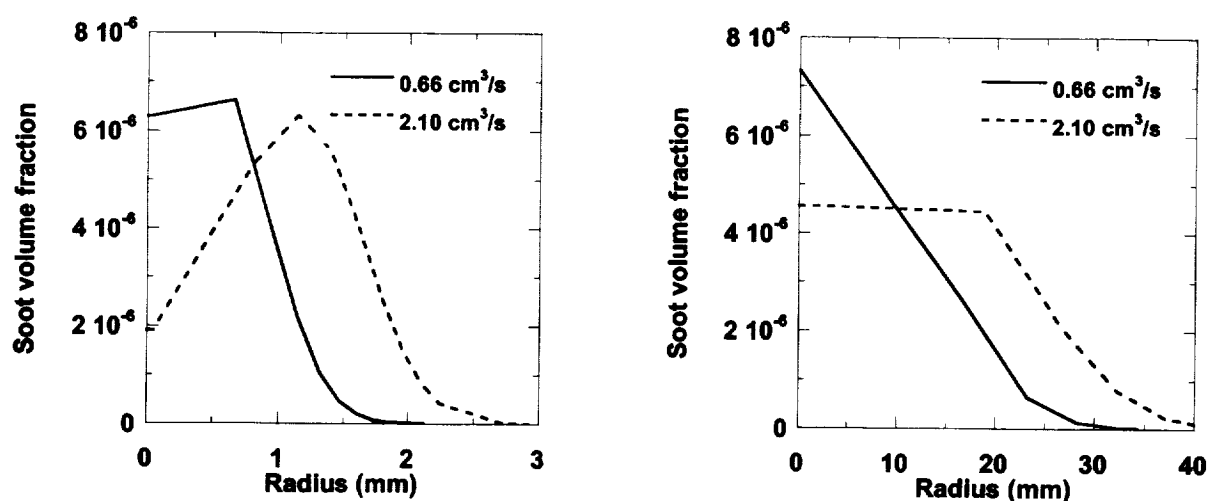 8 10⁻⁶
6 10⁻⁶
4 10⁻⁶
2 10⁻⁶
0
Soot volume fraction
0.66 cm³/s
2.10 cm³/s
0 1 2 3
Radius (mm)
8 10⁻⁶
6 10⁻⁶
4 10⁻⁶
2 10⁻⁶
0
Soot volume fraction
0.66 cm³/s
2.10 cm³/s
0 10 20 30 40
Radius (mm)